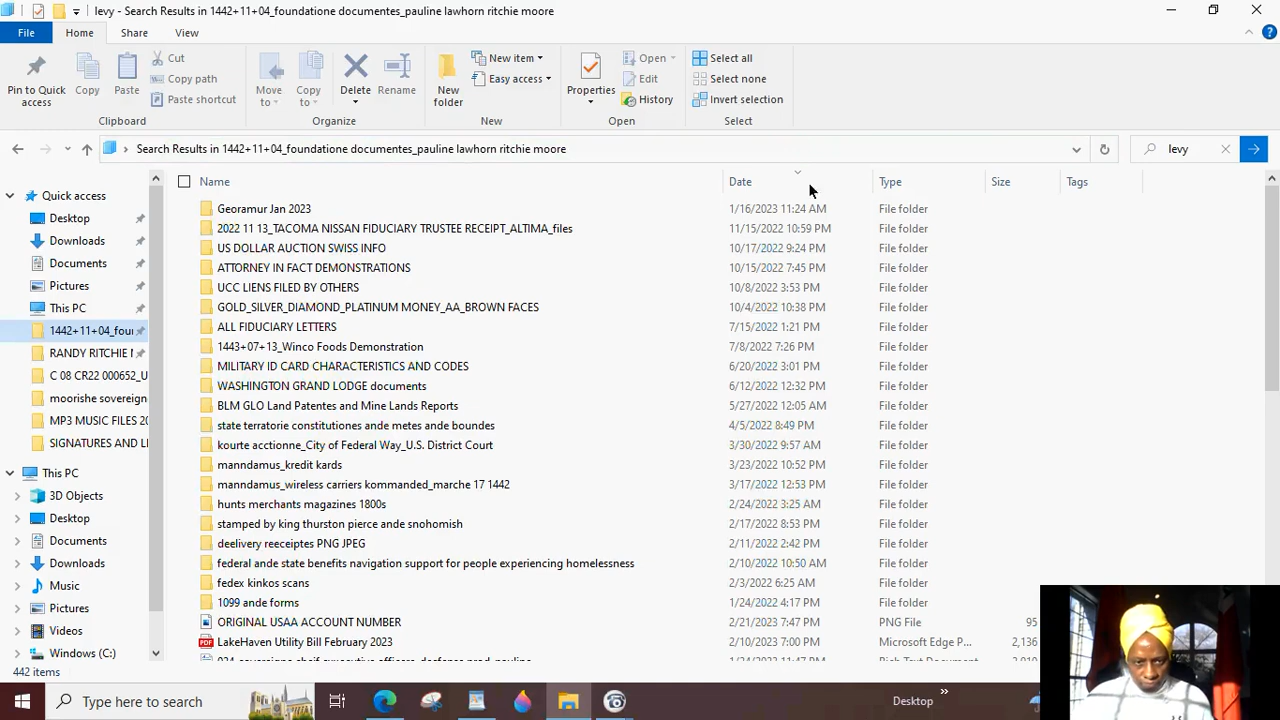 levy - Search Results in 1442+11+04_foundatione documentes_pauline lawhorn ritchie moore
File Home Share View
Pin to Quick access
Copy
Paste
Cut
Copy path
Paste shortcut
Clipboard
Move to
Copy to
Delete
Rename
Organize
New folder
New item
Easy access
New
Properties
Open
Edit
History
Open
Select all
Select none
Invert selection
Select
Search Results in 1442+11+04_foundatione documentes_pauline lawhorn ritchie moore
levy
Name Date Type Size Tags
Quick access
Desktop
Downloads
Documents
Pictures
This PC
1442+11+04_four
RANDY RITCHIE M
C 08 CR22 000652_U
moorishe sovereign
MP3 MUSIC FILES 20
SIGNATURES AND LI
This PC
3D Objects
Desktop
Documents
Downloads
Music
Pictures
Videos
Windows (C:)
Georamur Jan 2023 1/16/2023 11:24 AM File folder
2022 11 13_TACOMA NISSAN FIDUCIARY TRUSTEE RECEIPT_ALTIMA_files 11/15/2022 10:59 PM File folder
US DOLLAR AUCTION SWISS INFO 10/17/2022 9:24 PM File folder
ATTORNEY IN FACT DEMONSTRATIONS 10/15/2022 7:45 PM File folder
UCC LIENS FILED BY OTHERS 10/8/2022 3:53 PM File folder
GOLD_SILVER_DIAMOND_PLATINUM MONEY_AA_BROWN FACES 10/4/2022 10:38 PM File folder
ALL FIDUCIARY LETTERS 7/15/2022 1:21 PM File folder
1443+07+13_Winco Foods Demonstration 7/8/2022 7:26 PM File folder
MILITARY ID CARD CHARACTERISTICS AND CODES 6/20/2022 3:01 PM File folder
WASHINGTON GRAND LODGE documents 6/12/2022 12:32 PM File folder
BLM GLO Land Patentes and Mine Lands Reports 5/27/2022 12:05 AM File folder
state terratorie constitutiones ande metes ande boundes 4/5/2022 8:49 PM File folder
kourte acctionne_City of Federal Way_U.S. District Court 3/30/2022 9:57 AM File folder
manndamus_kredit kards 3/23/2022 10:52 PM File folder
manndamus_wireless carriers kommanded_marche 17 1442 3/17/2022 12:53 PM File folder
hunts merchants magazines 1800s 2/24/2022 3:25 AM File folder
stamped by king thurston pierce ande snohomish 2/17/2022 8:53 PM File folder
deelivery reeceiptes PNG JPEG 2/11/2022 2:42 PM File folder
federal ande state benefits navigation support for people experiencing homelessness 2/10/2022 10:50 AM File folder
fedex kinkos scans 2/3/2022 6:25 AM File folder
1099 ande forms 1/24/2022 4:17 PM File folder
ORIGINAL USAA ACCOUNT NUMBER 2/21/2023 7:47 PM PNG File 95
LakeHaven Utility Bill February 2023 2/10/2023 7:00 PM Microsoft Edge P... 2,136
442 items
Type here to search
Desktop